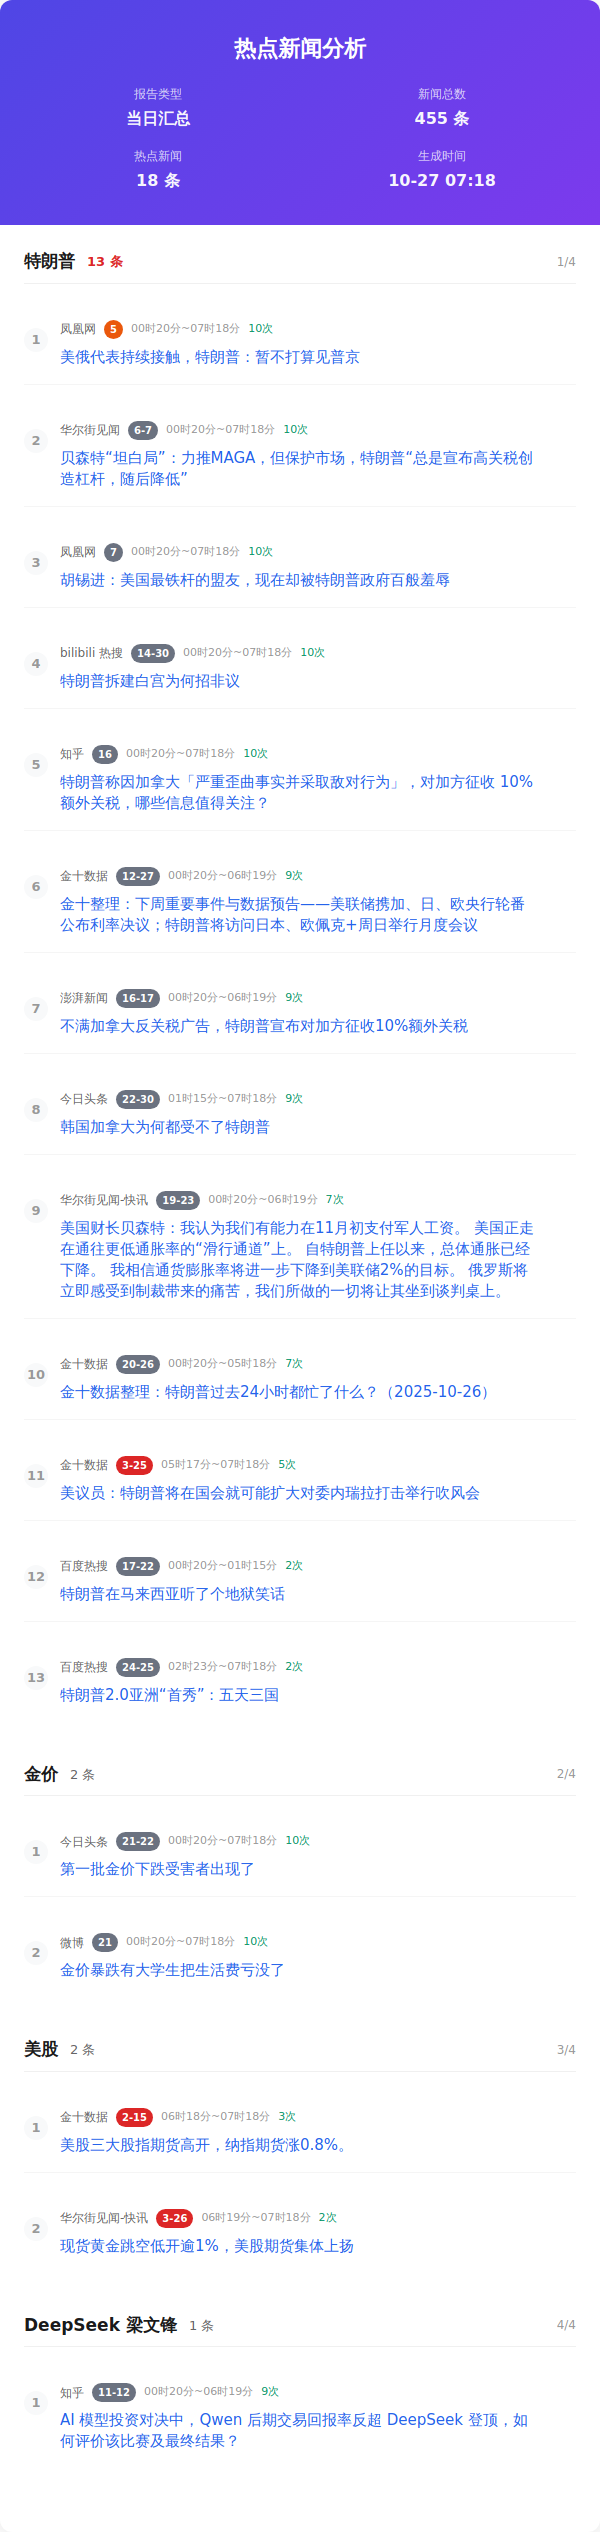 热点新闻分析
报告类型
新闻总数
当日汇总
455 条
热点新闻
生成时间
18 条
10-27 07:18
特朗普 13 条 1/4
1
凤凰网 5 00时20分~07时18分 10次
美俄代表持续接触，特朗普：暂不打算见普京
2
华尔街见闻 6-7 00时20分~07时18分 10次
贝森特“坦白局”：力推MAGA，但保护市场，特朗普“总是宣布高关税创
造杠杆，随后降低”
3
凤凰网 7 00时20分~07时18分 10次
胡锡进：美国最铁杆的盟友，现在却被特朗普政府百般羞辱
4
bilibili 热搜 14-30 00时20分~07时18分 10次
特朗普拆建白宫为何招非议
5
知乎 16 00时20分~07时18分 10次
特朗普称因加拿大「严重歪曲事实并采取敌对行为」，对加方征收 10%
额外关税，哪些信息值得关注？
6
金十数据 12-27 00时20分~06时19分 9次
金十整理：下周重要事件与数据预告——美联储携加、日、欧央行轮番
公布利率决议；特朗普将访问日本、欧佩克+周日举行月度会议
7
澎湃新闻 16-17 00时20分~06时19分 9次
不满加拿大反关税广告，特朗普宣布对加方征收10%额外关税
8
今日头条 22-30 01时15分~07时18分 9次
韩国加拿大为何都受不了特朗普
9
华尔街见闻-快讯 19-23 00时20分~06时19分 7次
美国财长贝森特：我认为我们有能力在11月初支付军人工资。 美国正走
在通往更低通胀率的“滑行通道”上。 自特朗普上任以来，总体通胀已经
下降。 我相信通货膨胀率将进一步下降到美联储2%的目标。 俄罗斯将
立即感受到制裁带来的痛苦，我们所做的一切将让其坐到谈判桌上。
10
金十数据 20-26 00时20分~05时18分 7次
金十数据整理：特朗普过去24小时都忙了什么？（2025-10-26）
11
金十数据 3-25 05时17分~07时18分 5次
美议员：特朗普将在国会就可能扩大对委内瑞拉打击举行吹风会
12
百度热搜 17-22 00时20分~01时15分 2次
特朗普在马来西亚听了个地狱笑话
13
百度热搜 24-25 02时23分~07时18分 2次
特朗普2.0亚洲“首秀”：五天三国
金价 2 条 2/4
1
今日头条 21-22 00时20分~07时18分 10次
第一批金价下跌受害者出现了
2
微博 21 00时20分~07时18分 10次
金价暴跌有大学生把生活费亏没了
美股 2 条 3/4
1
金十数据 2-15 06时18分~07时18分 3次
美股三大股指期货高开，纳指期货涨0.8%。
2
华尔街见闻-快讯 3-26 06时19分~07时18分 2次
现货黄金跳空低开逾1%，美股期货集体上扬
DeepSeek 梁文锋 1 条 4/4
1
知乎 11-12 00时20分~06时19分 9次
AI 模型投资对决中，Qwen 后期交易回报率反超 DeepSeek 登顶，如
何评价该比赛及最终结果？